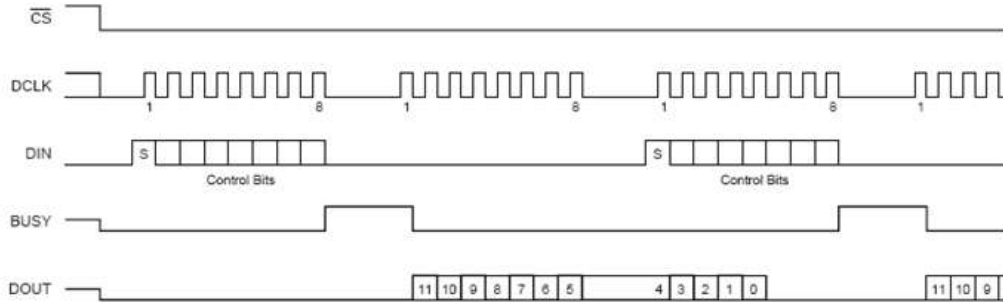 CS
DCLK
1 8 1 8 1 8 1
DIN S S
Control Bits Control Bits
BUSY
DOUT 11 10 9 8 7 6 5 4 3 2 1 0 11 10 9